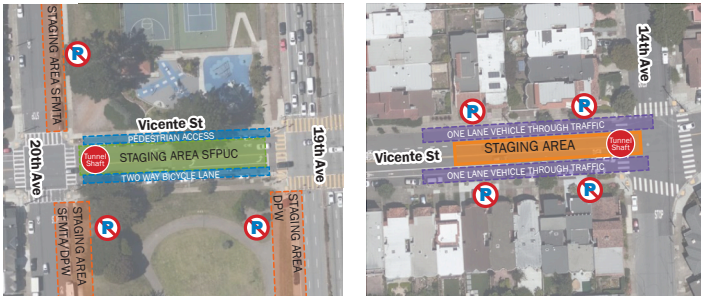 STAGING AREA SFMTA
P
Vicente St
PEDESTRIAN ACCESS
Tunnel
Shaft
STAGING AREA SFPUC
TWO WAY BICYCLE LANE
20th Ave
19th Ave
STAGING AREA
SFMTA/DPW
P
P
STAGING AREA
DPW
14th Ave
P
P
ONE LANE VEHICLE THROUGH TRAFFIC
Vicente St
STAGING AREA
Tunnel
Shaft
ONE LANE VEHICLE THROUGH TRAFFIC
P
P